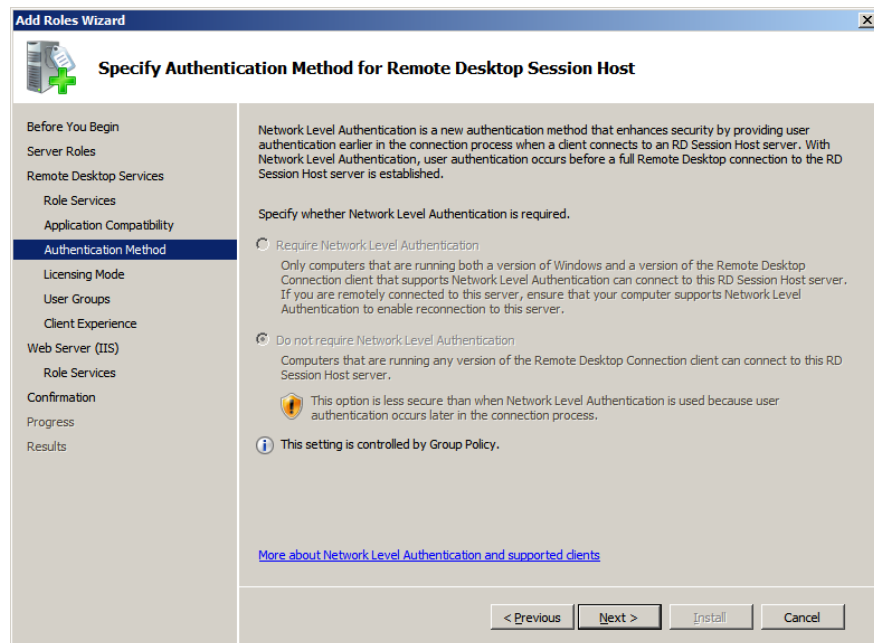 Add Roles Wizard
Specify Authentication Method for Remote Desktop Session Host
Before You Begin
Server Roles
Remote Desktop Services
Role Services
Application Compatibility
Authentication Method
Licensing Mode
User Groups
Client Experience
Web Server (IIS)
Role Services
Confirmation
Progress
Results
Network Level Authentication is a new authentication method that enhances security by providing user
authentication earlier in the connection process when a client connects to an RD Session Host server. With
Network Level Authentication, user authentication occurs before a full Remote Desktop connection to the RD
Session Host server is established.
Specify whether Network Level Authentication is required.
Require Network Level Authentication
Only computers that are running both a version of Windows and a version of the Remote Desktop
Connection client that supports Network Level Authentication can connect to this RD Session Host server.
If you are remotely connected to this server, ensure that your computer supports Network Level
Authentication to enable reconnection to this server.
Do not require Network Level Authentication
Computers that are running any version of the Remote Desktop Connection client can connect to this RD
Session Host server.
This option is less secure than when Network Level Authentication is used because user
authentication occurs later in the connection process.
This setting is controlled by Group Policy.
More about Network Level Authentication and supported clients
< Previous
Next >
Install
Cancel